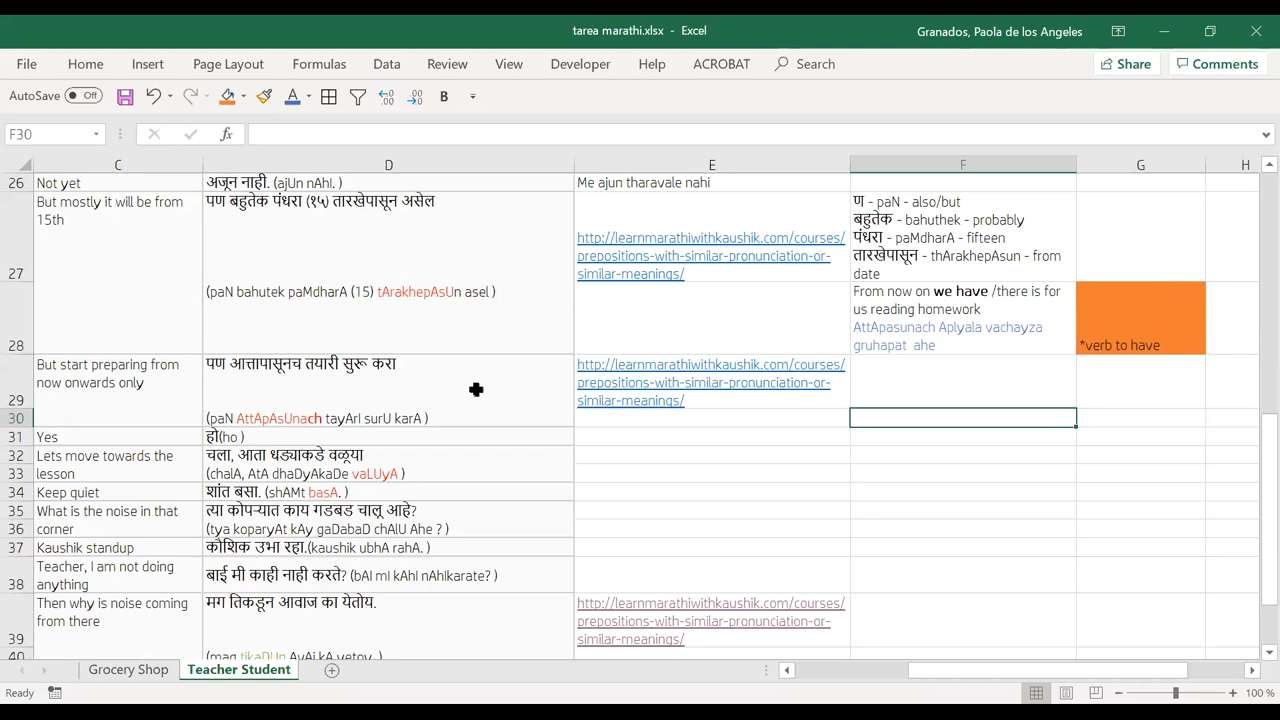 tarea marathi.xlsx - Excel
Granados, Paola de los Angeles
File Home Insert Page Layout Formulas Data Review View Developer Help ACROBAT Search Share Comments
AutoSave Off
B
F30
fx
C D E F G H
26 Not yet अजून नाही. (ajUn nAhI. ) Me ajun tharavale nahi
But mostly it will be from
15th
27
पण बहुतेक पंधरा (१५) तारखेपासून असेल
(paN bahutek paMdharA (15) tArakhepAsUn asel )
http://learnmarathiwithkaushik.com/courses/
prepositions-with-similar-pronunciation-or-
similar-meanings/
ण - paN - also/but
बहुतेक - bahuthek - probably
पंधरा - paMdharA - fifteen
तारखेपासून - thArakhepAsun - from
date
28
From now on we have /there is for
us reading homework
AttApasunach Aplyala vachayza
gruhapat ahe
*verb to have
But start preparing from
now onwards only
29
पण आत्तापासूनच तयारी सुरू करा
http://learnmarathiwithkaushik.com/courses/
prepositions-with-similar-pronunciation-or-
similar-meanings/
30 (paN AttApAsUnach tayArI surU karA )
31 Yes हो(ho )
32 Lets move towards the चला, आता धड्याकडे वळूया
33 lesson (chalA, AtA dhaDyAkaDe vaLUyA )
34 Keep quiet शांत बसा. (shAMt basA. )
35 What is the noise in that त्या कोपऱ्यात काय गडबड चालू आहे?
36 corner (tya koparyAt kAy gaDabaD chAlU Ahe ? )
37 Kaushik standup कौशिक उभा रहा.(kaushik ubhA rahA. )
Teacher, I am not doing
38 anything बाई मी काही नाही करते? (bAI mI kAhI nAhIkarate? )
Then why is noise coming
from there
39
मग तिकडून आवाज का येतोय.
http://learnmarathiwithkaushik.com/courses/
prepositions-with-similar-pronunciation-or-
similar-meanings/
40 (mag tikaDUn AvAj kA yetoy. )
Grocery Shop Teacher Student
Ready
100 %